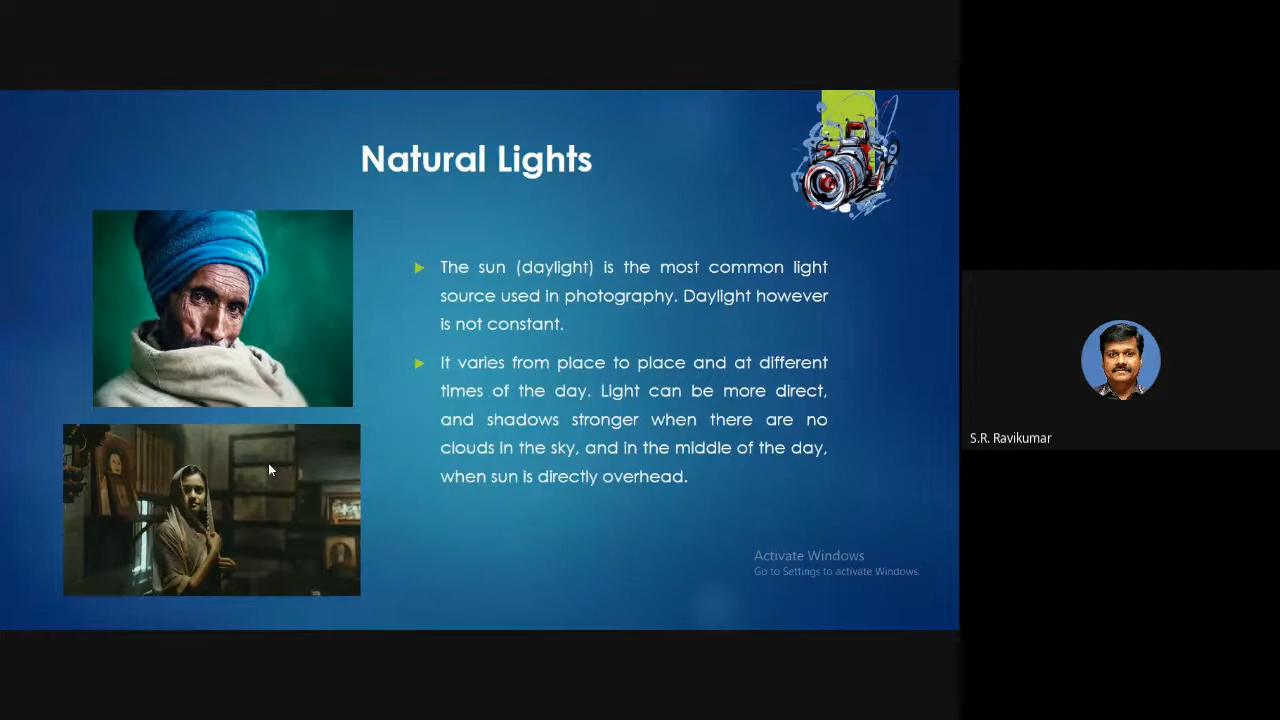 Natural Lights
The sun (daylight) is the most common light
source used in photography. Daylight however
is not constant.
It varies from place to place and at different
times of the day. Light can be more direct,
and shadows stronger when there are no
clouds in the sky, and in the middle of the day,
when sun is directly overhead.
Activate Windows
Go to Settings to activate Windows.
S.R. Ravikumar